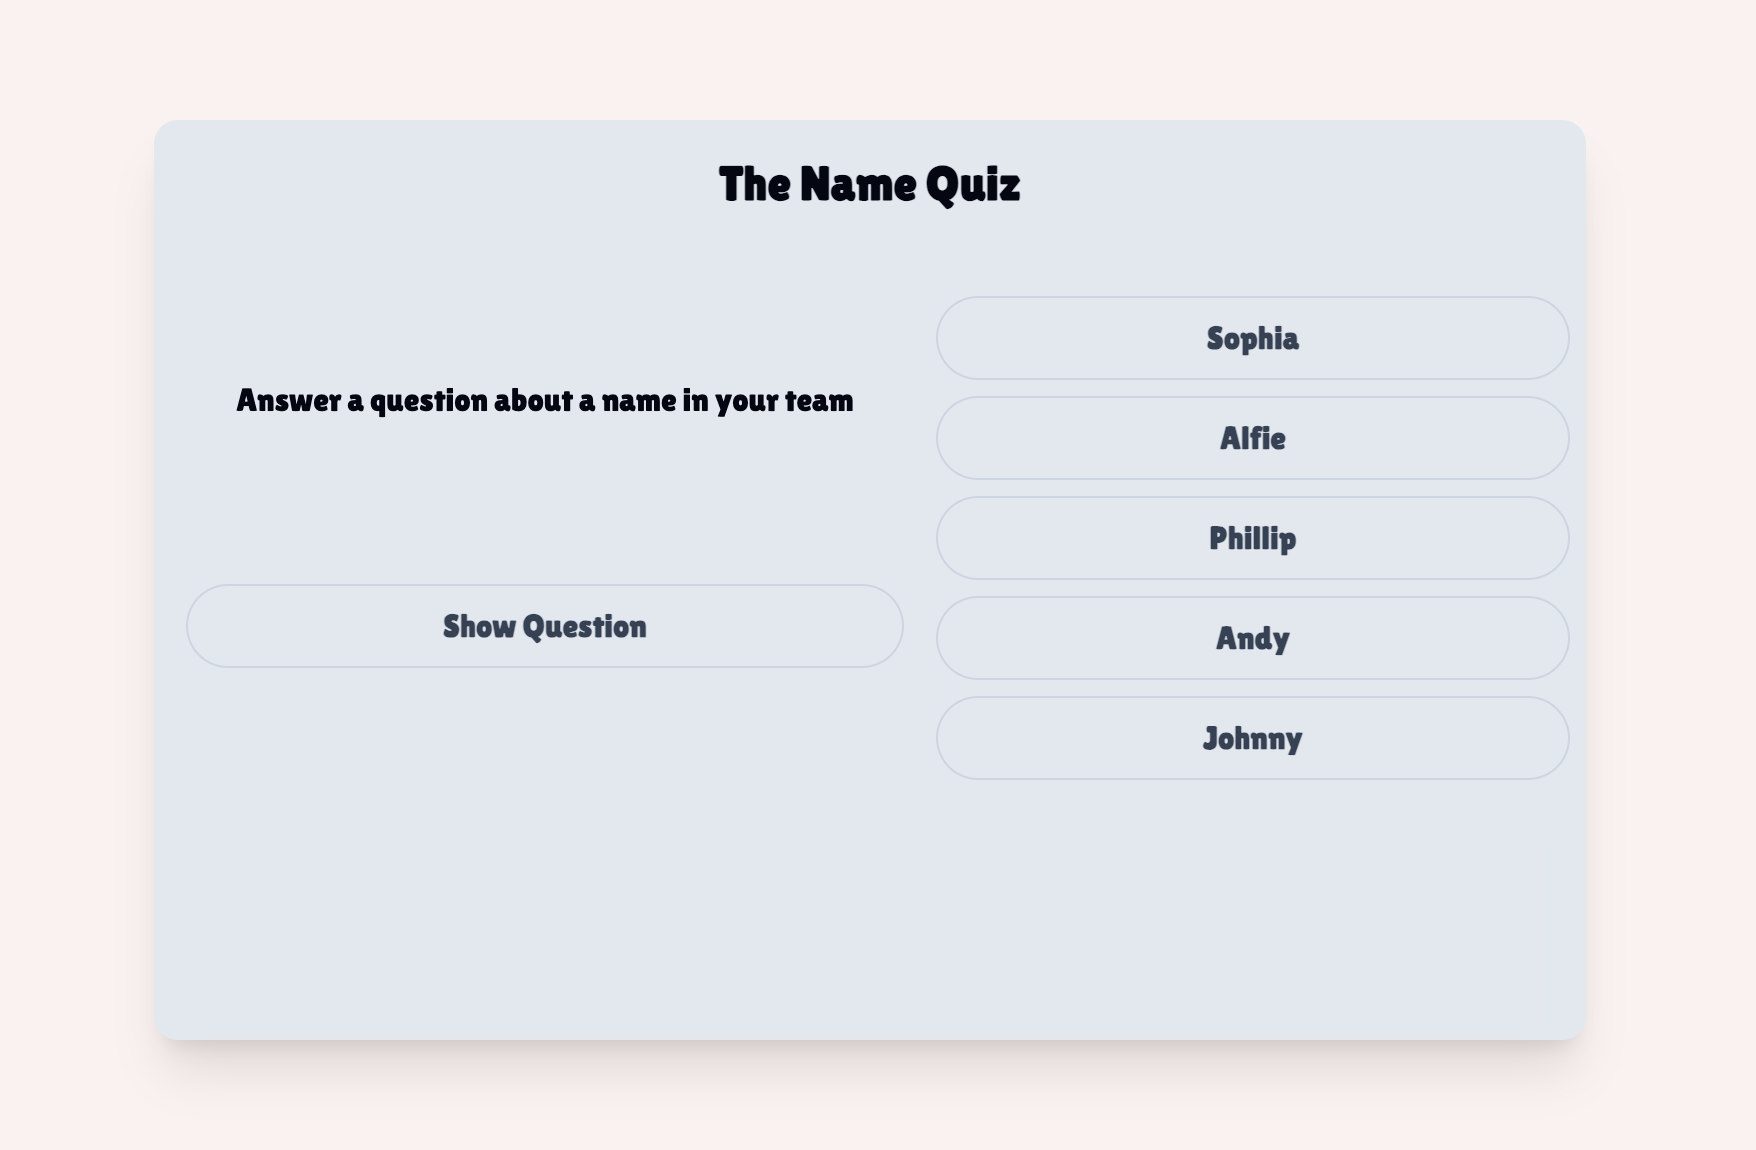 The Name Quiz
Answer a question about a name in your team
Show Question
Sophia
Alfie
Phillip
Andy
Johnny